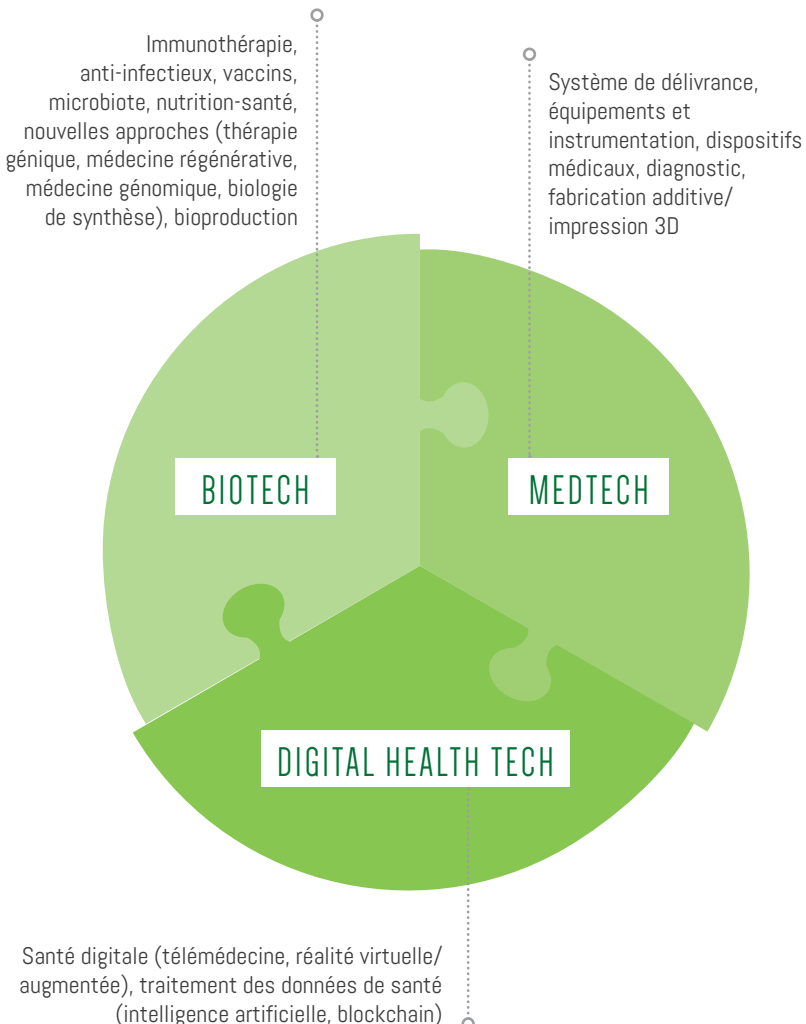 Immunothérapie,
anti-infectieux, vaccins,
microbiote, nutrition-santé,
nouvelles approches (thérapie
génique, médecine régénérative,
médecine génomique, biologie
de synthèse), bioproduction
Système de délivrance,
équipements et
instrumentation, dispositifs
médicaux, diagnostic,
fabrication additive/
impression 3D
BIOTECH
MEDTECH
DIGITAL HEALTH TECH
Santé digitale (télémédecine, réalité virtuelle/
augmentée), traitement des données de santé
(intelligence artificielle, blockchain)